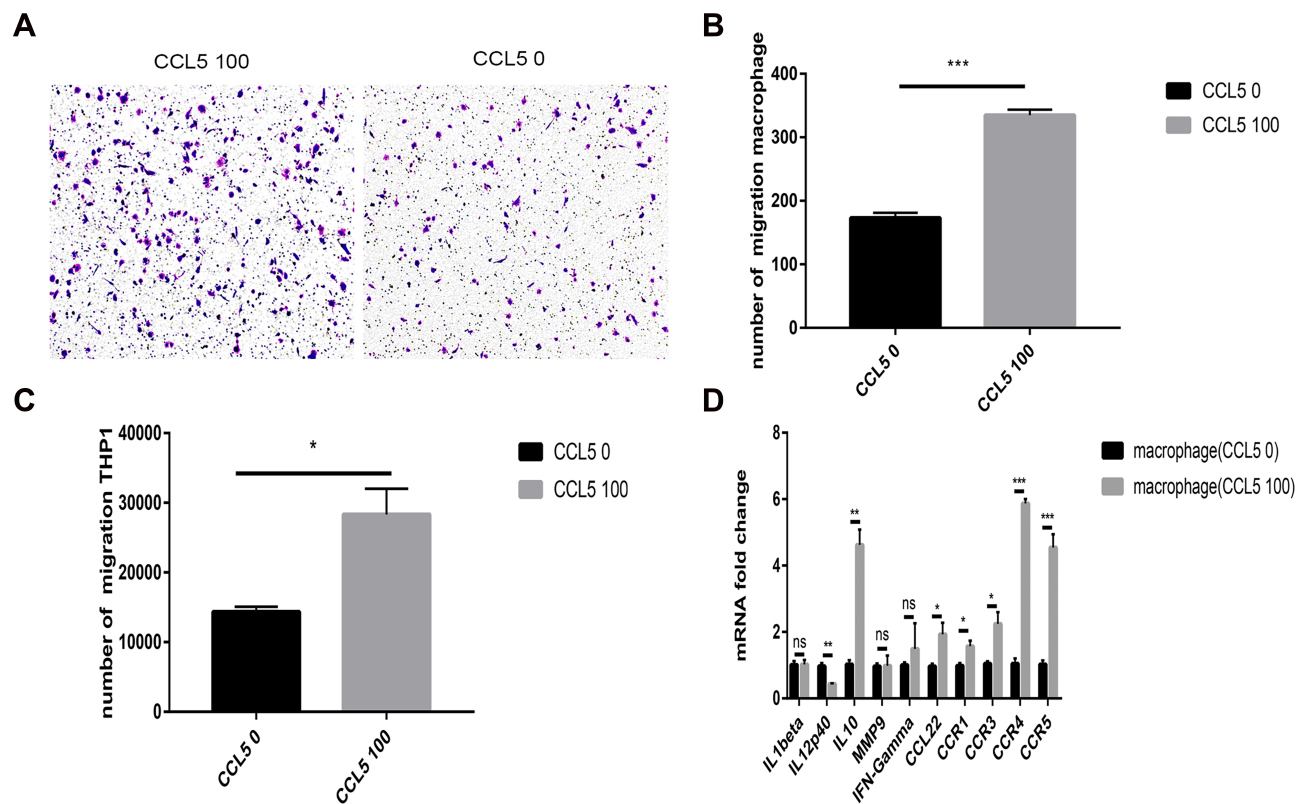 A
CCL5 100
CCL5 0
B
number of migration macrophage
400
300
200
100
0
***
CCL5 0
CCL5 100
CCL5 0
CCL5 100
C
number of migration THP1
40000
30000
20000
10000
0
*
CCL5 0
CCL5 100
CCL5 0
CCL5 100
D
mRNA fold change
8
6
4
2
0
ns
**
**
ns
ns
*
*
*
***
***
IL1beta
IL12p40
IL10
MMP9
IFN-Gamma
CCL22
CCR1
CCR3
CCR4
CCR5
macrophage(CCL5 0)
macrophage(CCL5 100)